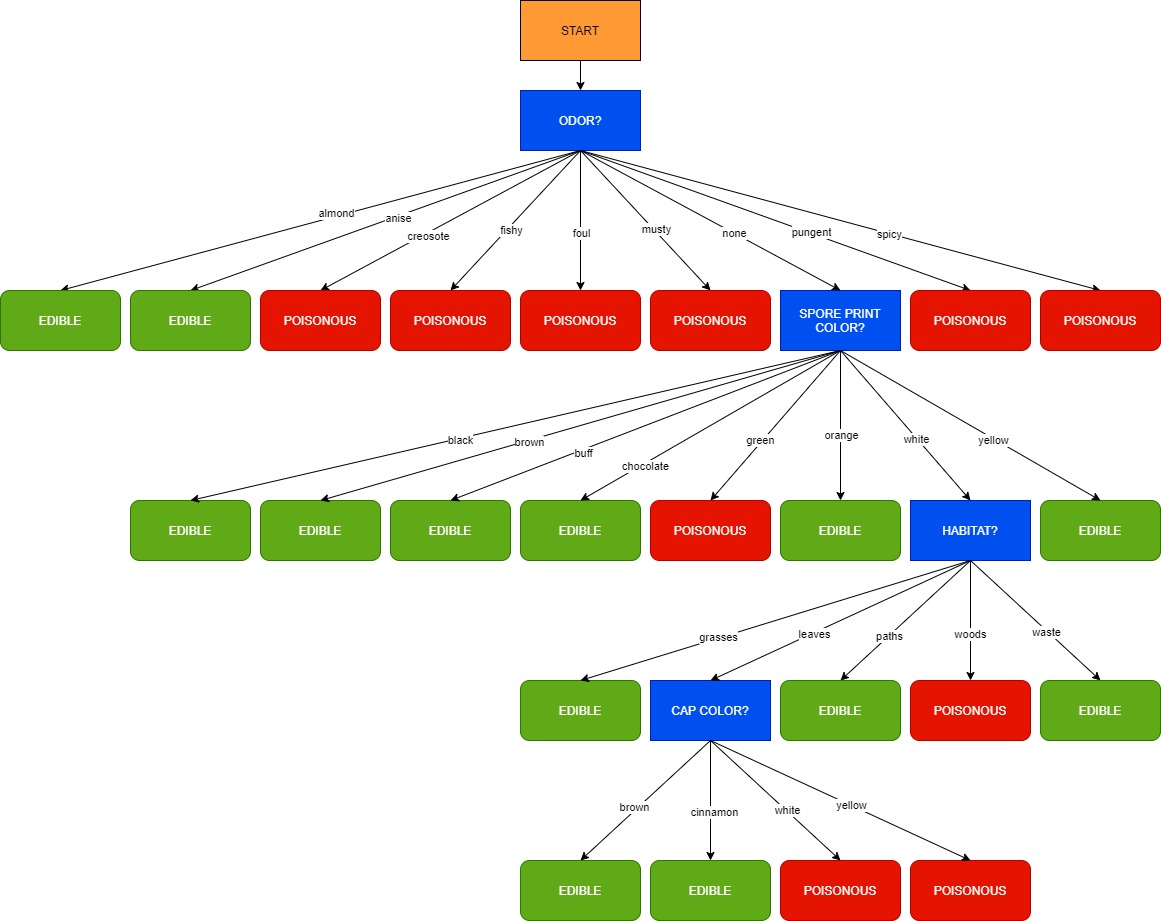 START
ODOR?
almond
anise
creosote
fishy
foul
musty
none
pungent
spicy
EDIBLE
EDIBLE
POISONOUS
POISONOUS
POISONOUS
POISONOUS
SPORE PRINT
COLOR?
POISONOUS
POISONOUS
black
brown
buff
chocolate
green
orange
white
yellow
EDIBLE
EDIBLE
EDIBLE
EDIBLE
POISONOUS
EDIBLE
HABITAT?
EDIBLE
grasses
leaves
paths
woods
waste
EDIBLE
CAP COLOR?
EDIBLE
POISONOUS
EDIBLE
brown
cinnamon
white
yellow
EDIBLE
EDIBLE
POISONOUS
POISONOUS